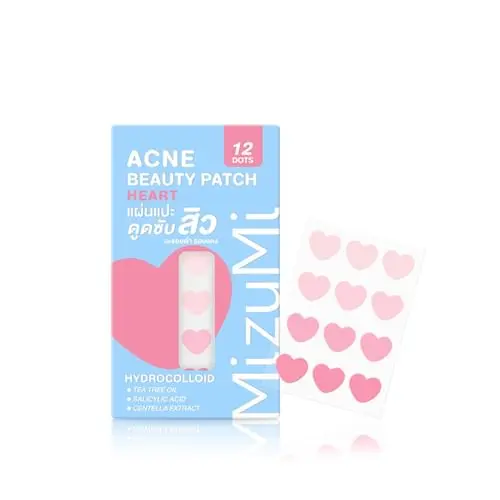 12
DOTS
ACNE
BEAUTY PATCH
HEART
แผ่นแปะ
ดูดซับ สิว
MizuMi
HYDROCOLLOID
• TEA TREE OIL
• SALICYLIC ACID
• CENTELLA EXTRACT